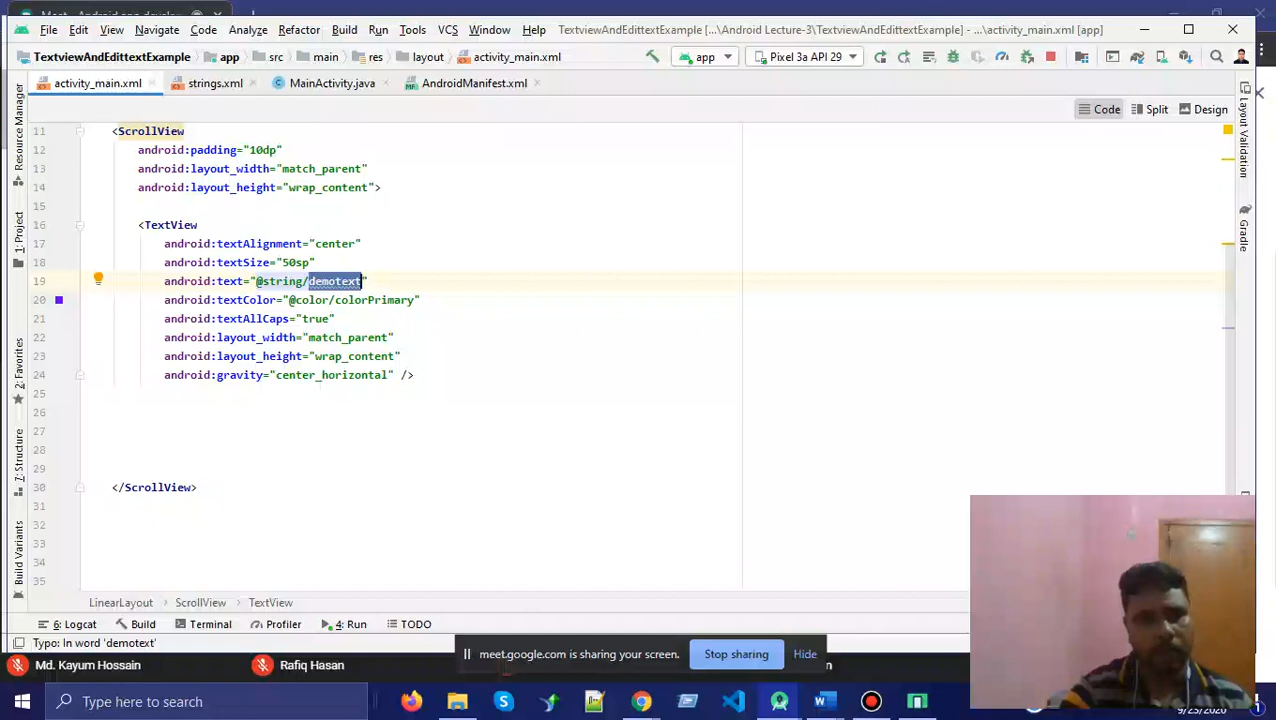 File Edit View Navigate Code Analyze Refactor Build Run Tools VCS Window Help TextviewAndEdittextExample [...\Android Lecture-3\TextviewAndEdittextExample] - ...\activity_main.xml [app]
TextviewAndEdittextExample app src main res layout activity_main.xml app Pixel 3a API 29
activity_main.xml strings.xml MainActivity.java AndroidManifest.xml
Code Split Design
Resource Manager
1: Project
2: Favorites
7: Structure
Build Variants
Layout Validation
Gradle
11 <ScrollView
12 android:padding="10dp"
13 android:layout_width="match_parent"
14 android:layout_height="wrap_content">
15
16 <TextView
17 android:textAlignment="center"
18 android:textSize="50sp"
19 android:text="@string/demotext"
20 android:textColor="@color/colorPrimary"
21 android:textAllCaps="true"
22 android:layout_width="match_parent"
23 android:layout_height="wrap_content"
24 android:gravity="center_horizontal" />
25
26
27
28
29
30 </ScrollView>
31
32
33
34
35
LinearLayout ScrollView TextView
6: Logcat Build Terminal Profiler 4: Run TODO
Typo: In word 'demotext'
meet.google.com is sharing your screen. Stop sharing Hide
Md. Kayum Hossain Rafiq Hasan
Type here to search